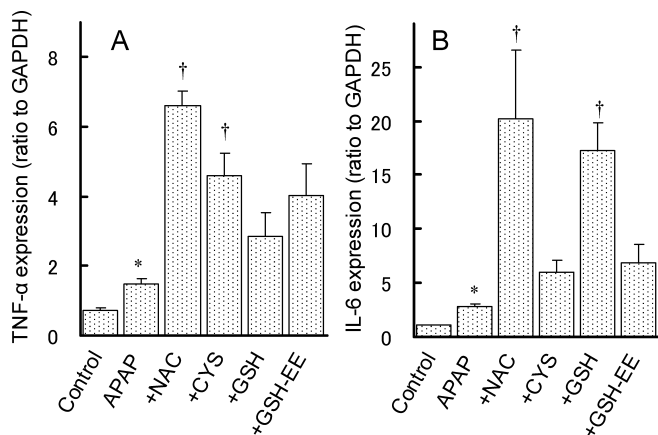 A
TNF-α expression (ratio to GAPDH)
8
6
4
2
0
*
†
†
Control
APAP
+NAC
+CYS
+GSH
+GSH-EE
B
IL-6 expression (ratio to GAPDH)
25
20
15
10
5
0
*
†
†
Control
APAP
+NAC
+CYS
+GSH
+GSH-EE